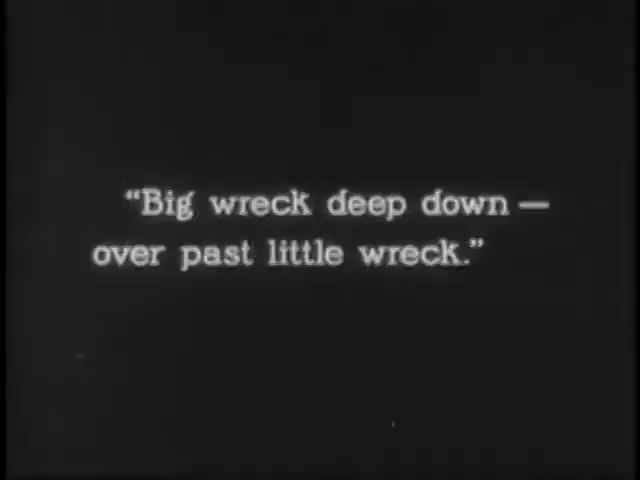 “Big wreck deep down —
over past little wreck.”